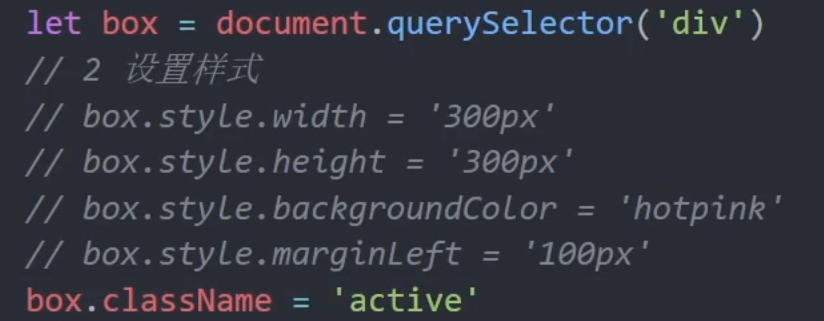 let box = document.querySelector('div')
// 2 设置样式
// box.style.width = '300px'
// box.style.height = '300px'
// box.style.backgroundColor = 'hotpink'
// box.style.marginLeft = '100px'
box.className = 'active'